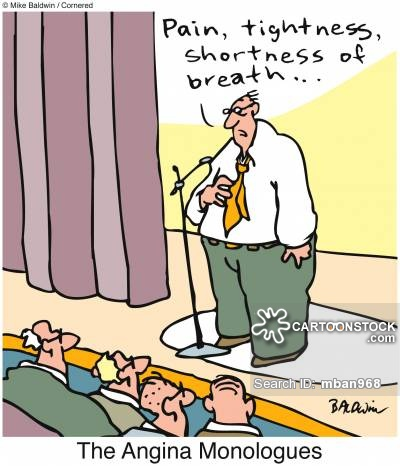 © Mike Baldwin / Cornered
Pain, tightness,
shortness of
breath...
CARTOONSTOCK
.com
Search ID: mban968
BALDWIN
The Angina Monologues